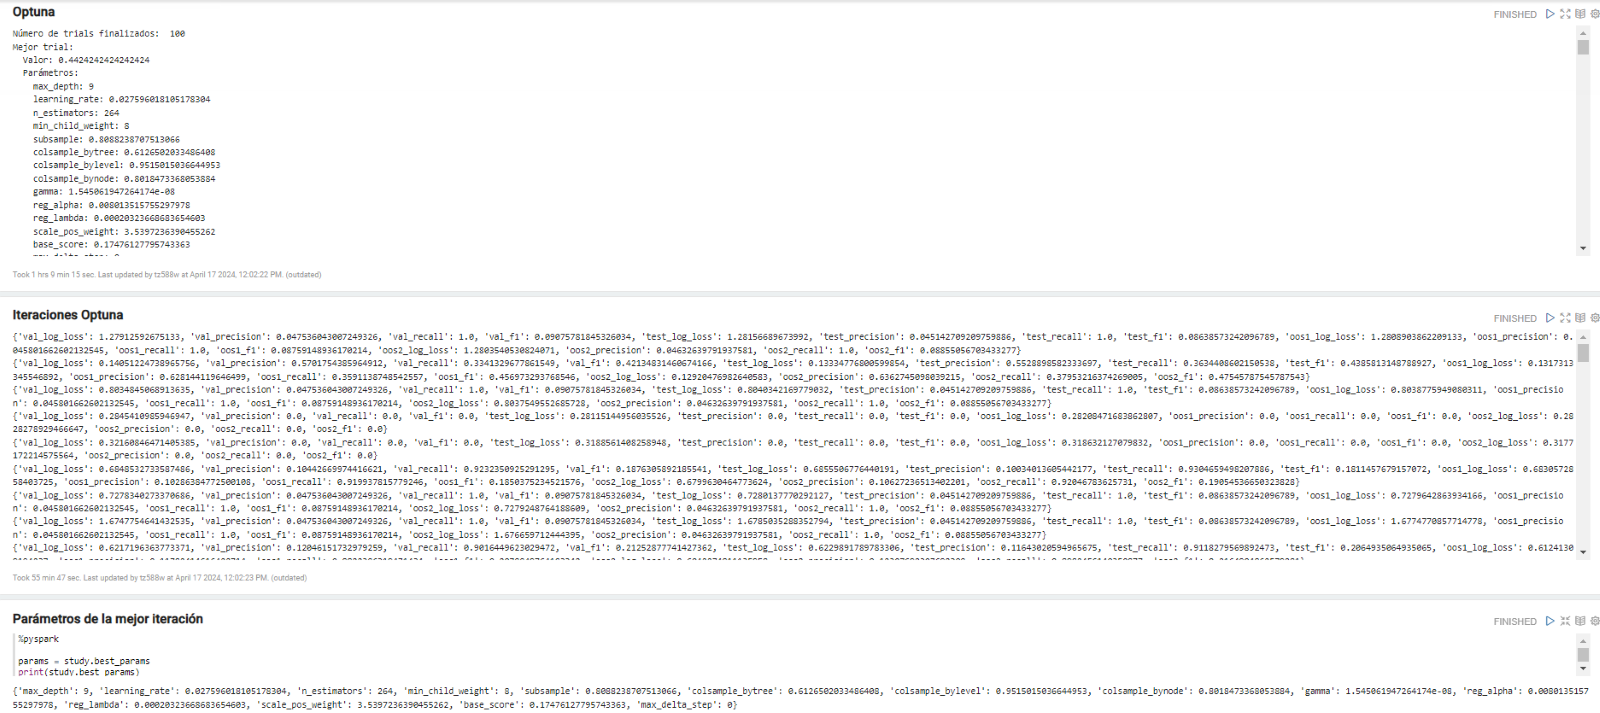 Optuna
FINISHED
Número de trials finalizados:  100
Mejor trial:
Valor: 0.4424242424242424
Parámetros:
max_depth: 9
learning_rate: 0.027596018105178304
n_estimators: 264
min_child_weight: 8
subsample: 0.8088238707513066
colsample_bytree: 0.6126502033486408
colsample_bylevel: 0.9515015036644953
colsample_bynode: 0.8018473368053884
gamma: 1.545061947264174e-08
reg_alpha: 0.008013515755297978
reg_lambda: 0.00020323668683654603
scale_pos_weight: 3.5397236390455262
base_score: 0.17476127795743363
Took 1 hrs 9 min 15 sec. Last updated by tz588w at April 17 2024, 12:02:22 PM. (outdated)
Iteraciones Optuna
FINISHED
{'val_log_loss': 1.27912592675133, 'val_precision': 0.047536043007249326, 'val_recall': 1.0, 'val_f1': 0.09075781845326034, 'test_log_loss': 1.28156689673992, 'test_precision': 0.045142709209759886, 'test_recall': 1.0, 'test_f1': 0.08638573242096789, 'oos1_log_loss': 1.2808903862209133, 'oos1_precision': 0.
045801662602132545, 'oos1_recall': 1.0, 'oos1_f1': 0.08759148936170214, 'oos2_log_loss': 1.2803540530824071, 'oos2_precision': 0.04632639791937581, 'oos2_recall': 1.0, 'oos2_f1': 0.08855056703433277}
{'val_log_loss': 0.14051224738965756, 'val_precision': 0.5701754385964912, 'val_recall': 0.3341329677861549, 'val_f1': 0.42134831460674166, 'test_log_loss': 0.13334776800599854, 'test_precision': 0.5528898582333697, 'test_recall': 0.3634408602150538, 'test_f1': 0.4385813148788927, 'oos1_log_loss': 0.1317313
345546892, 'oos1_precision': 0.628144119646499, 'oos1_recall': 0.3591138748542557, 'oos1_f1': 0.456973293768546, 'oos2_log_loss': 0.12920476982640583, 'oos2_precision': 0.6362745098039215, 'oos2_recall': 0.37953216374269005, 'oos2_f1': 0.47545787545787543}
{'val_log_loss': 0.8034845068913635, 'val_precision': 0.047536043007249326, 'val_recall': 1.0, 'val_f1': 0.09075781845326034, 'test_log_loss': 0.8040342169279032, 'test_precision': 0.045142709209759886, 'test_recall': 1.0, 'test_f1': 0.08638573242096789, 'oos1_log_loss': 0.8038775949080311, 'oos1_precisio
n': 0.045801662602132545, 'oos1_recall': 1.0, 'oos1_f1': 0.08759148936170214, 'oos2_log_loss': 0.8037549552685728, 'oos2_precision': 0.04632639791937581, 'oos2_recall': 1.0, 'oos2_f1': 0.08855056703433277}
{'val_log_loss': 0.2845410985946947, 'val_precision': 0.0, 'val_recall': 0.0, 'val_f1': 0.0, 'test_log_loss': 0.28115144956035526, 'test_precision': 0.0, 'test_recall': 0.0, 'test_f1': 0.0, 'oos1_log_loss': 0.28208471683862807, 'oos1_precision': 0.0, 'oos1_recall': 0.0, 'oos1_f1': 0.0, 'oos2_log_loss': 0.28
28278929466647, 'oos2_precision': 0.0, 'oos2_recall': 0.0, 'oos2_f1': 0.0}
{'val_log_loss': 0.32160846471405385, 'val_precision': 0.0, 'val_recall': 0.0, 'val_f1': 0.0, 'test_log_loss': 0.3188561408258948, 'test_precision': 0.0, 'test_recall': 0.0, 'test_f1': 0.0, 'oos1_log_loss': 0.318632127079832, 'oos1_precision': 0.0, 'oos1_recall': 0.0, 'oos1_f1': 0.0, 'oos2_log_loss': 0.3177
172214575564, 'oos2_precision': 0.0, 'oos2_recall': 0.0, 'oos2_f1': 0.0}
{'val_log_loss': 0.6848532733587486, 'val_precision': 0.10442669974416621, 'val_recall': 0.9232350925291295, 'val_f1': 0.1876305892185541, 'test_log_loss': 0.6855506776440191, 'test_precision': 0.10034013605442177, 'test_recall': 0.9304659498207886, 'test_f1': 0.1811457679157072, 'oos1_log_loss': 0.68305728
58403725, 'oos1_precision': 0.10286384772500108, 'oos1_recall': 0.919937815779246, 'oos1_f1': 0.1850375234521576, 'oos2_log_loss': 0.6799630464773624, 'oos2_precision': 0.10627236513402201, 'oos2_recall': 0.92046783625731, 'oos2_f1': 0.19054536650323828}
{'val_log_loss': 0.7278340273370686, 'val_precision': 0.047536043007249326, 'val_recall': 1.0, 'val_f1': 0.09075781845326034, 'test_log_loss': 0.7280137770292127, 'test_precision': 0.045142709209759886, 'test_recall': 1.0, 'test_f1': 0.08638573242096789, 'oos1_log_loss': 0.7279642863934166, 'oos1_precisio
n': 0.045801662602132545, 'oos1_recall': 1.0, 'oos1_f1': 0.08759148936170214, 'oos2_log_loss': 0.7279248764188609, 'oos2_precision': 0.04632639791937581, 'oos2_recall': 1.0, 'oos2_f1': 0.08855056703433277}
{'val_log_loss': 1.6747754641432535, 'val_precision': 0.047536043007249326, 'val_recall': 1.0, 'val_f1': 0.09075781845326034, 'test_log_loss': 1.6785035288352794, 'test_precision': 0.045142709209759886, 'test_recall': 1.0, 'test_f1': 0.08638573242096789, 'oos1_log_loss': 1.6774770857714778, 'oos1_precisio
n': 0.045801662602132545, 'oos1_recall': 1.0, 'oos1_f1': 0.08759148936170214, 'oos2_log_loss': 1.676659712444395, 'oos2_precision': 0.04632639791937581, 'oos2_recall': 1.0, 'oos2_f1': 0.08855056703433277}
{'val_log_loss': 0.6217196363773371, 'val_precision': 0.12046151732979259, 'val_recall': 0.9016449623029472, 'val_f1': 0.21252877741427362, 'test_log_loss': 0.6229891789783306, 'test_precision': 0.11643020594965675, 'test_recall': 0.9118279569892473, 'test_f1': 0.2064935064935065, 'oos1_log_loss': 0.6124130
Took 55 min 47 sec. Last updated by tz588w at April 17 2024, 12:02:23 PM. (outdated)
Parámetros de la mejor iteración
FINISHED
%pyspark
params = study.best_params
print(study.best_params)
{'max_depth': 9, 'learning_rate': 0.027596018105178304, 'n_estimators': 264, 'min_child_weight': 8, 'subsample': 0.8088238707513066, 'colsample_bytree': 0.6126502033486408, 'colsample_bylevel': 0.9515015036644953, 'colsample_bynode': 0.8018473368053884, 'gamma': 1.545061947264174e-08, 'reg_alpha': 0.0080135157
55297978, 'reg_lambda': 0.00020323668683654603, 'scale_pos_weight': 3.5397236390455262, 'base_score': 0.17476127795743363, 'max_delta_step': 0}